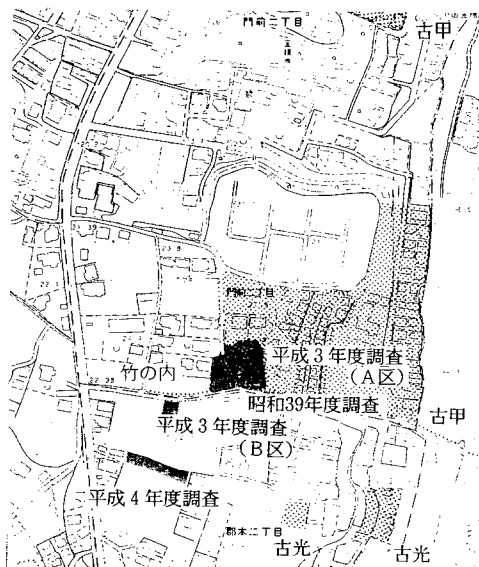 門前二丁目
古甲
門前二丁目
平成3年度調査
(A区)
竹の内
昭和39年度調査
平成3年度調査
(B区)
古甲
平成4年度調査
郡本二丁目
古光
古光